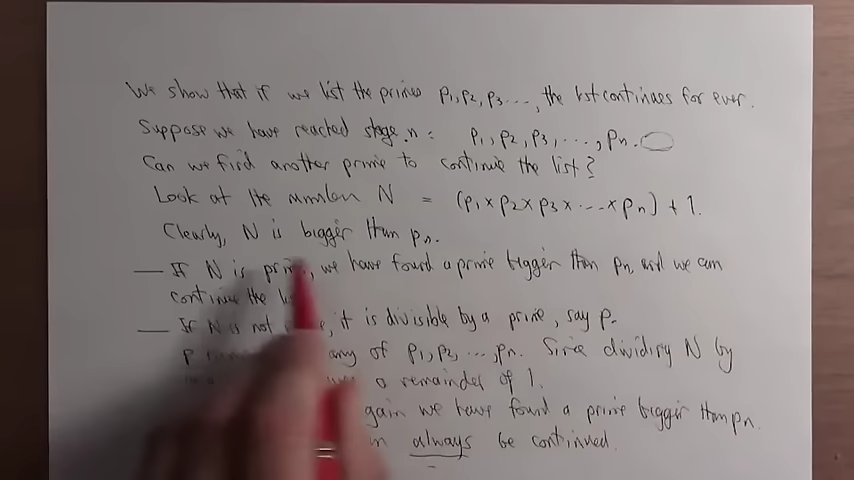 We show that if we list the primes p₁, p₂, p₃ ...., the list continues for ever.
Suppose we have reached stage n: p₁, p₂, p₃, ..., pₙ.
Can we find another prime to continue the list?
Look at the number N = (p₁ × p₂ × p₃ × ... × pₙ) + 1.
Clearly, N is bigger than pₙ.
— If N is prime, we have found a prime bigger than pₙ, and we can
continue the
— If N is not it is divisible by a prime, say p.
p any of p₁, p₂, ..., pₙ. Since dividing N by
a remainder of 1.
again we have found a prime bigger than pₙ.
always be continued.